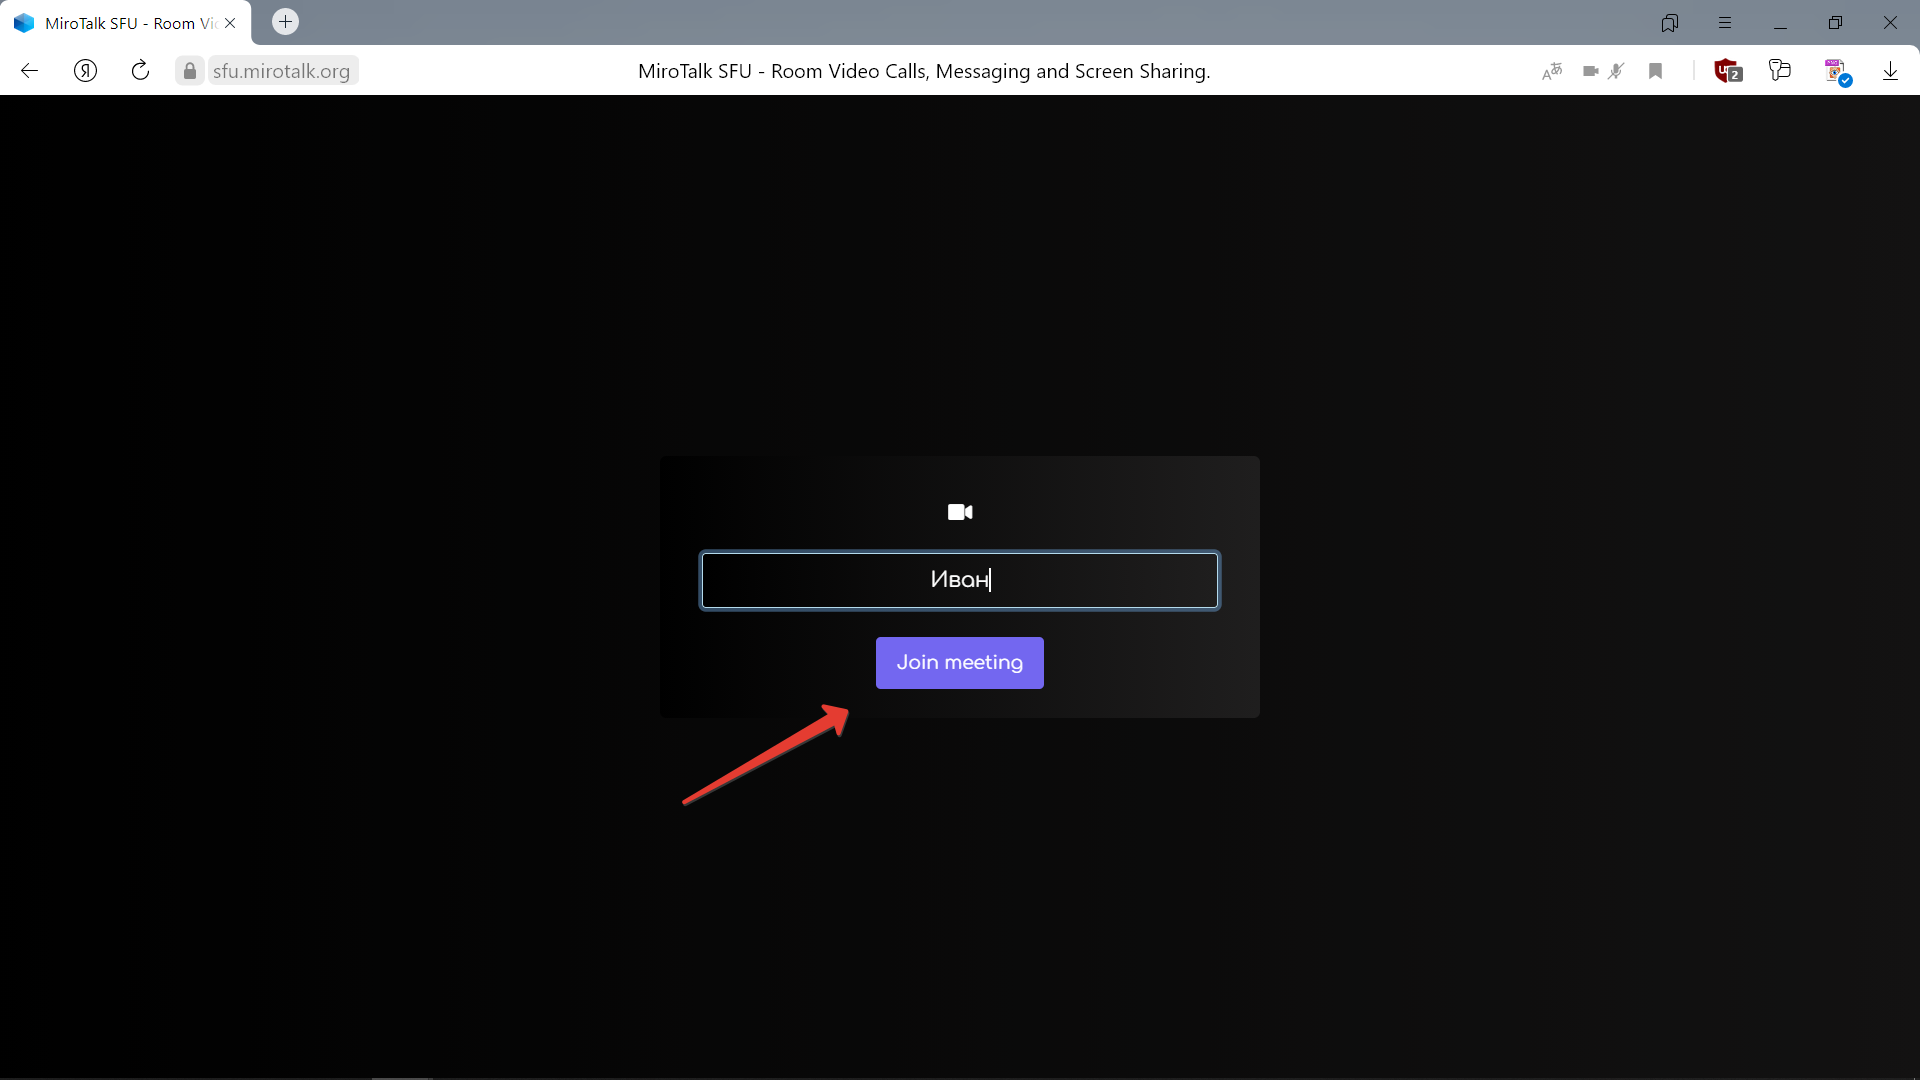 MiroTalk SFU - Room Vi
sfu.mirotalk.org
MiroTalk SFU - Room Video Calls, Messaging and Screen Sharing.
2
Иван
Join meeting